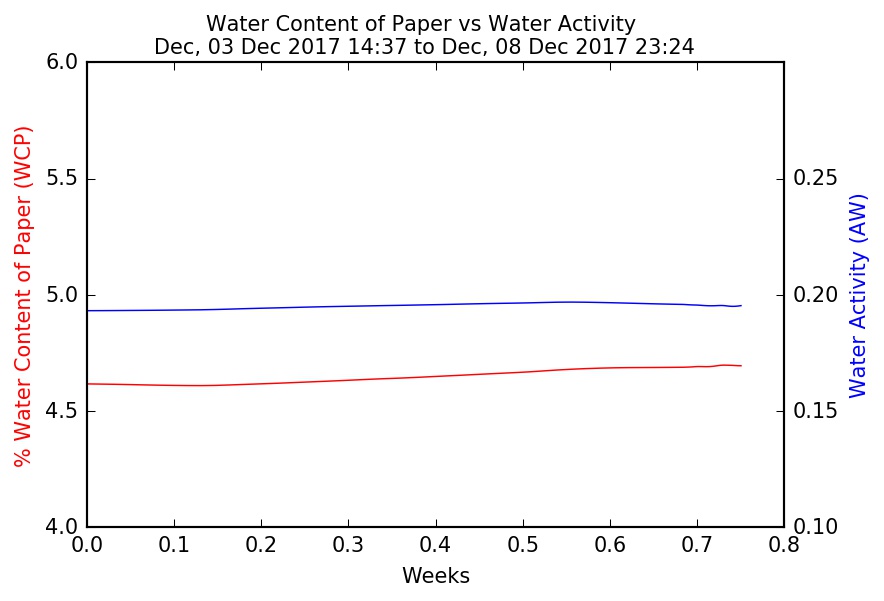 Water Content of Paper vs Water Activity
Dec, 03 Dec 2017 14:37 to Dec, 08 Dec 2017 23:24
% Water Content of Paper (WCP)
6.0
5.5
5.0
4.5
4.0
0.25
0.20
0.15
0.10
Water Activity (AW)
0.0 0.1 0.2 0.3 0.4 0.5 0.6 0.7 0.8
Weeks